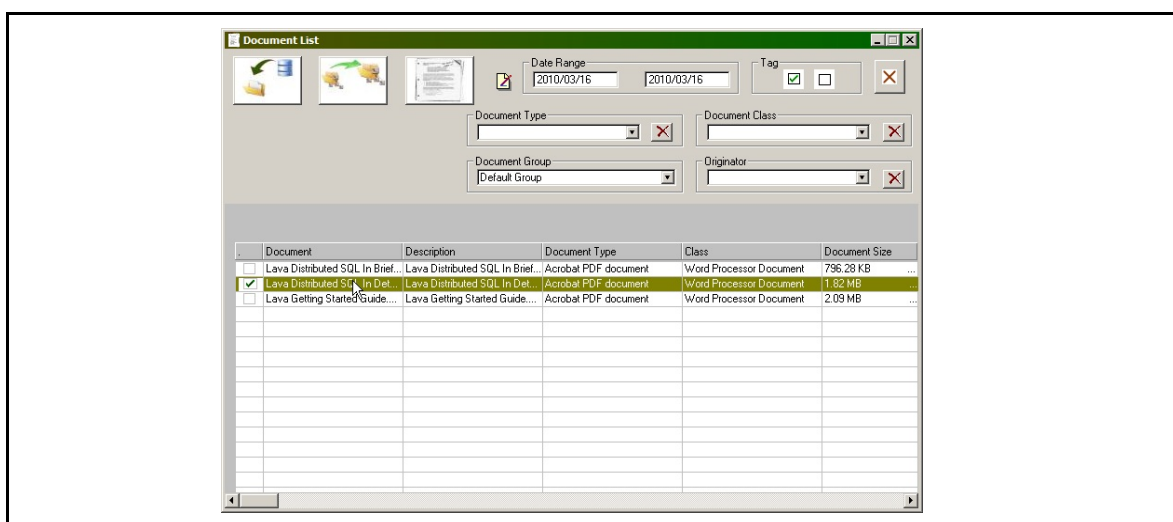 Document List
Date Range
Tag
2010/03/16 2010/03/16
Document Type
Document Class
Document Group
Originator
Default Group
. Document Description Document Type Class Document Size
Lava Distributed SQL In Brief... Lava Distributed SQL In Brief... Acrobat PDF document Word Processor Document 796.28 KB ...
Lava Distributed SQL In Det... Lava Distributed SQL In Det... Acrobat PDF document Word Processor Document 1.82 MB ...
Lava Getting Started Guide.... Lava Getting Started Guide.... Acrobat PDF document Word Processor Document 2.09 MB ...